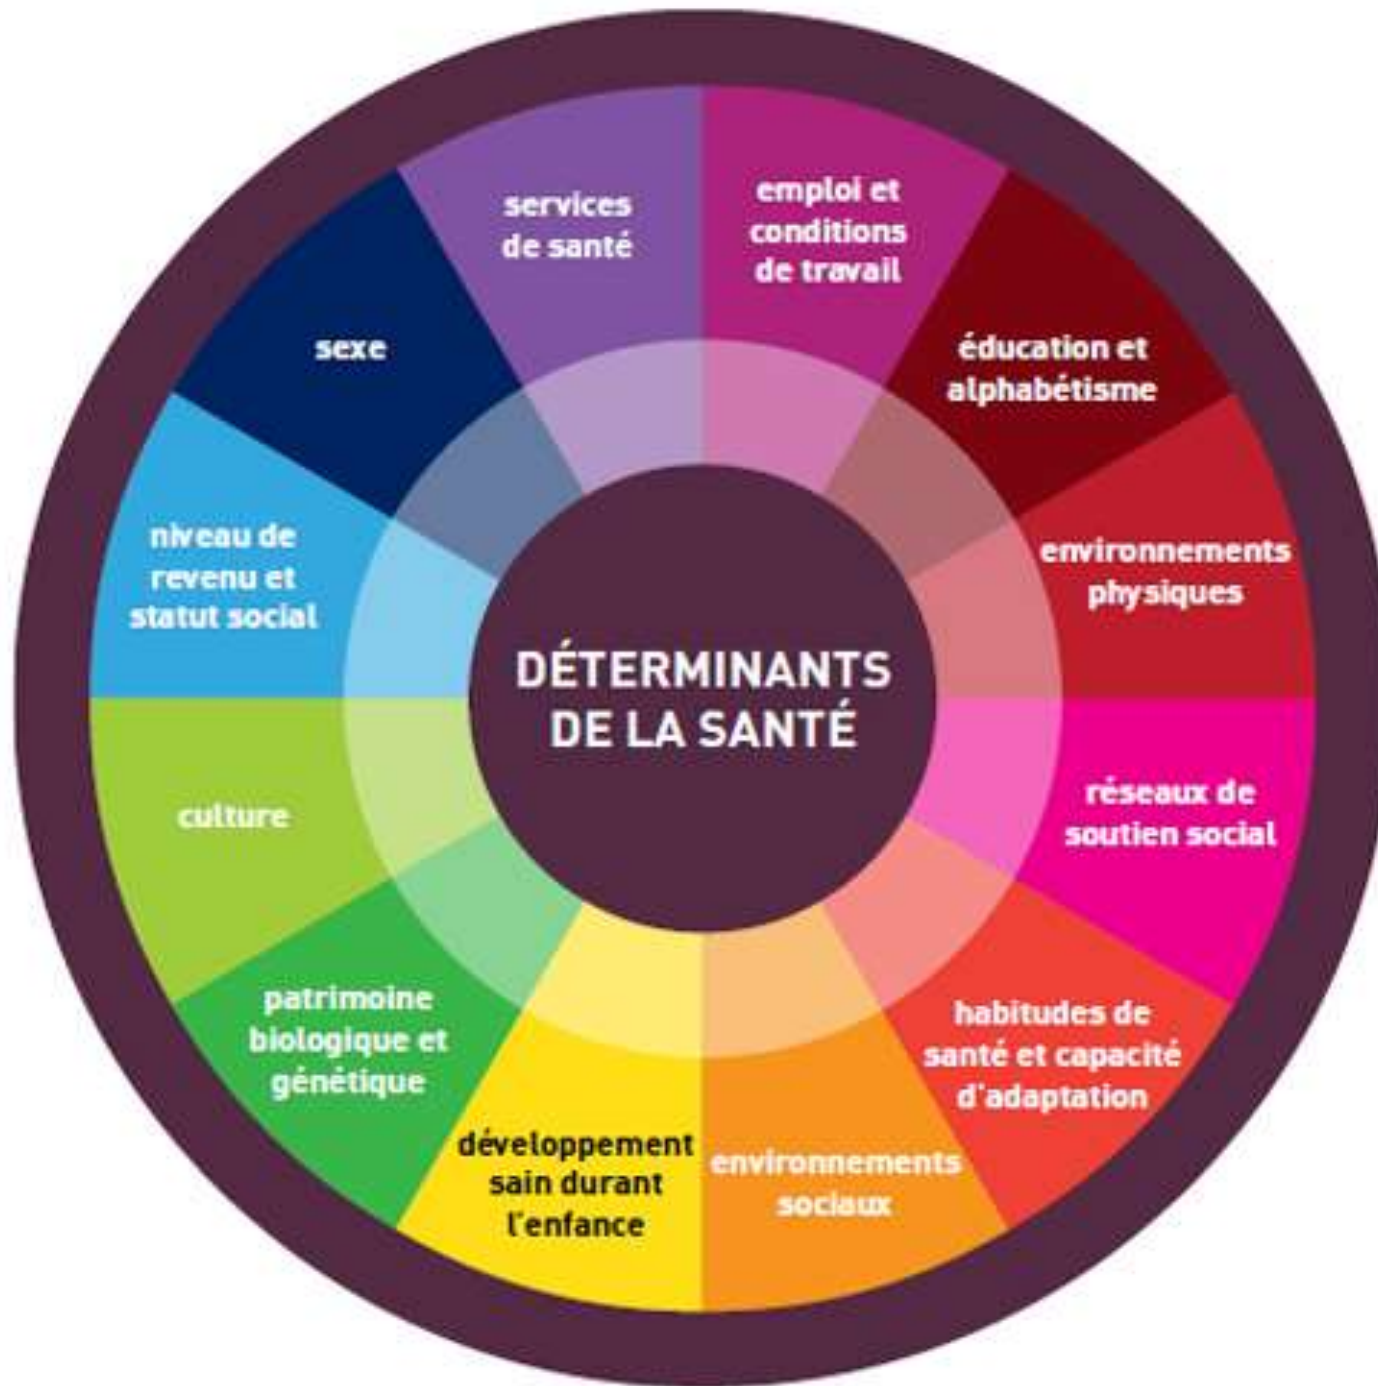 services
de santé
emploi et
conditions
de travail
éducation et
alphabétisme
environnements
physiques
réseaux de
soutien social
habitudes de
santé et capacité
d'adaptation
environnements
sociaux
développement
sain durant
l'enfance
patrimoine
biologique et
génétique
culture
niveau de
revenu et
statut social
sexe
DÉTERMINANTS
DE LA SANTÉ